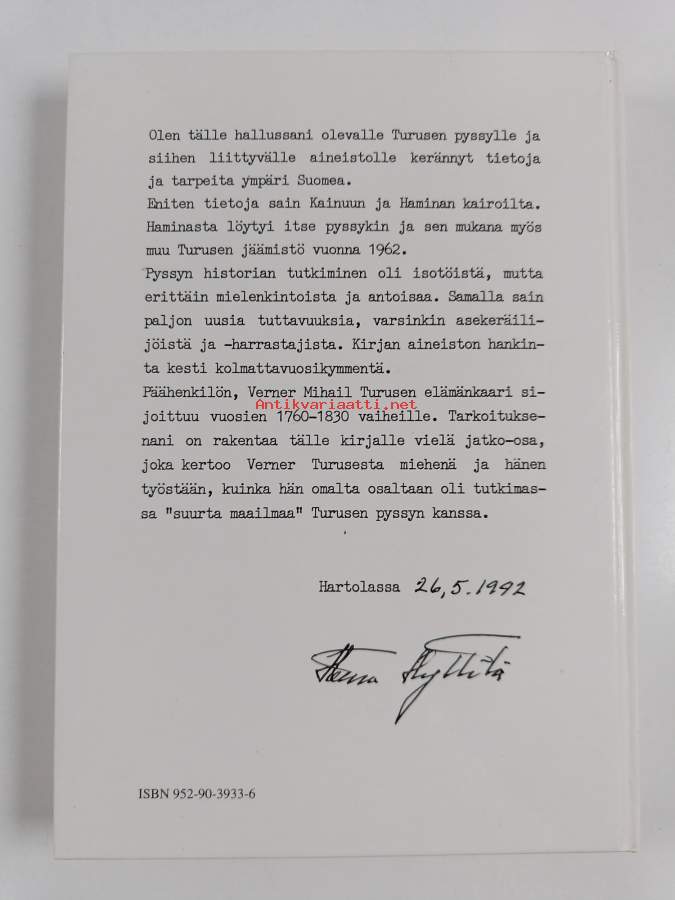 Olen tälle hallussani olevalle Turusen pyssylle ja
siihen liittyvälle aineistolle kerännyt tietoja
ja tarpeita ympäri Suomea.
Eniten tietoja sain Kainuun ja Haminan kairoilta.
Haminasta löytyi itse pyssykin ja sen mukana myös
muu Turusen jäämistö vuonna 1962.
Pyssyn historian tutkiminen oli isotöistä, mutta
erittäin mielenkintoista ja antoisaa. Samalla sain
paljon uusia tuttavuuksia, varsinkin asekeräili-
jöistä ja -harrastajista. Kirjan aineiston hankin-
ta kesti kolmattavuosikymmentä.
Päähenkilön, Verner Mihail Turusen elämänkaari si-
Antikvariaatti.net
joittuu vuosien 1760-1830 vaiheille. Tarkoitukse-
nani on rakentaa tälle kirjalle vielä jatko-osa,
joka kertoo Verner Turusesta miehenä ja hänen
työstään, kuinka hän omalta osaltaan oli tutkimas-
sa "suurta maailmaa" Turusen pyssyn kanssa.
Hartolassa 26,5.1992
ISBN 952-90-3933-6